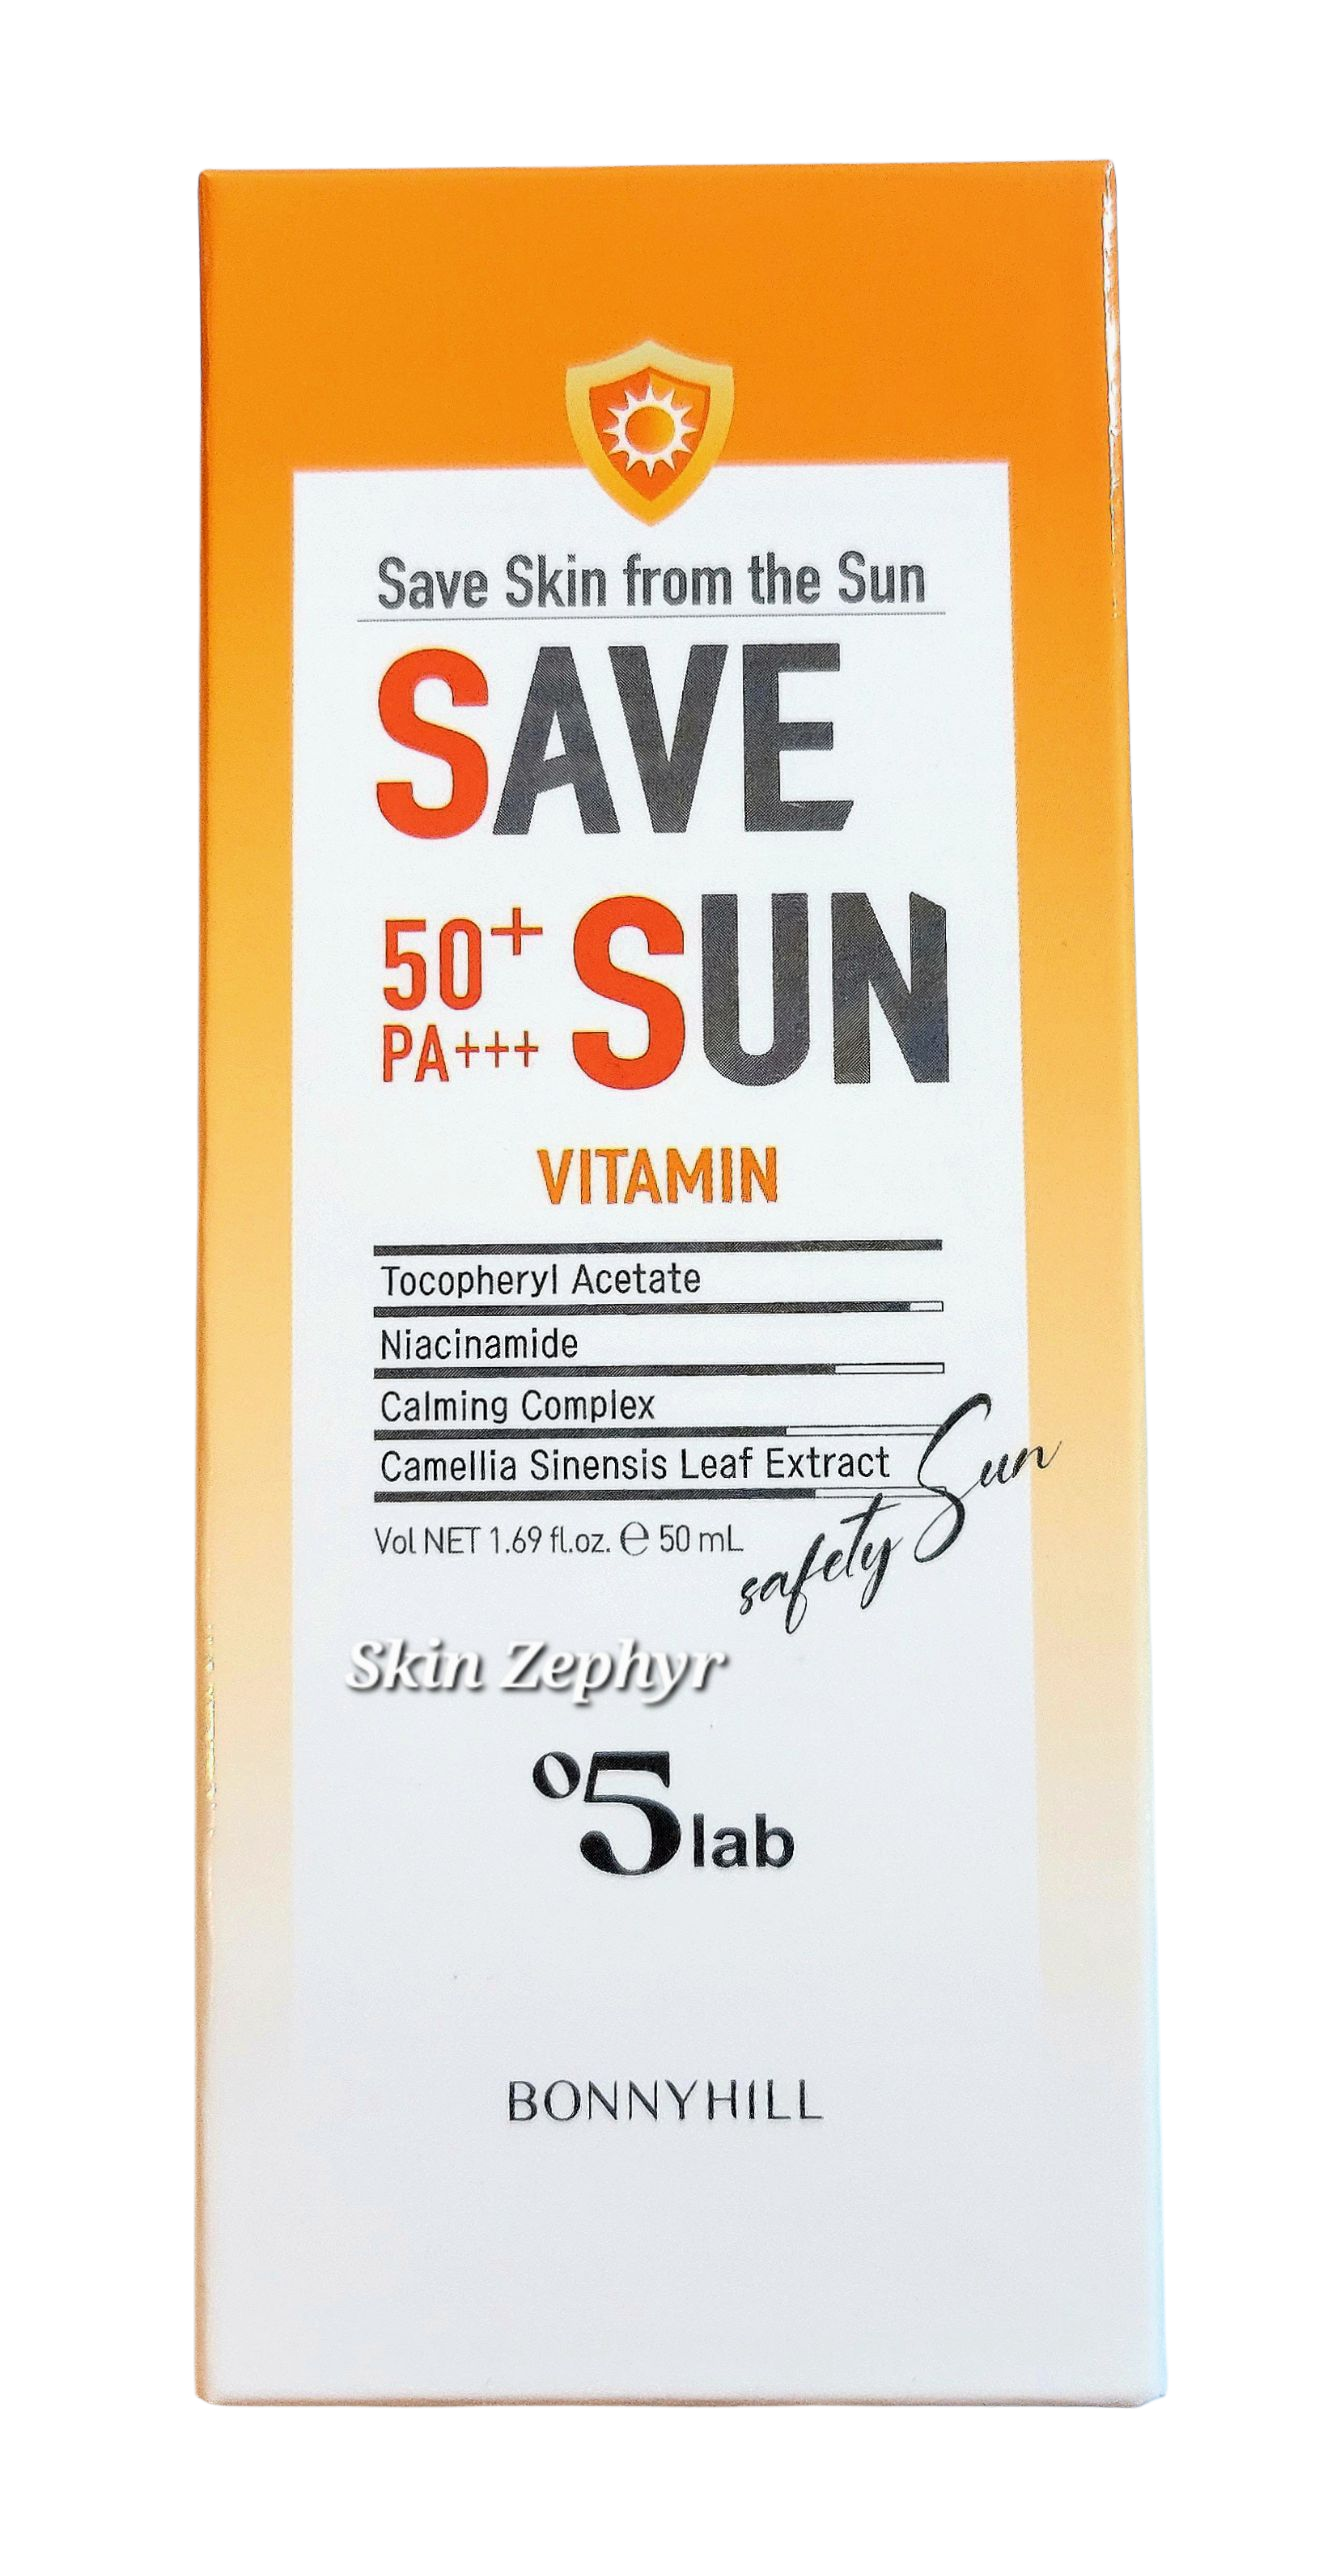 Save Skin from the Sun
SAVE
50+ SUN
PA+++
VITAMIN
Tocopheryl Acetate
Niacinamide
Calming Complex
Camellia Sinensis Leaf Extract
Vol NET 1.69 fl.oz. ℮ 50 mL
safety Sun
Skin Zephyr
05lab
BONNYHILL